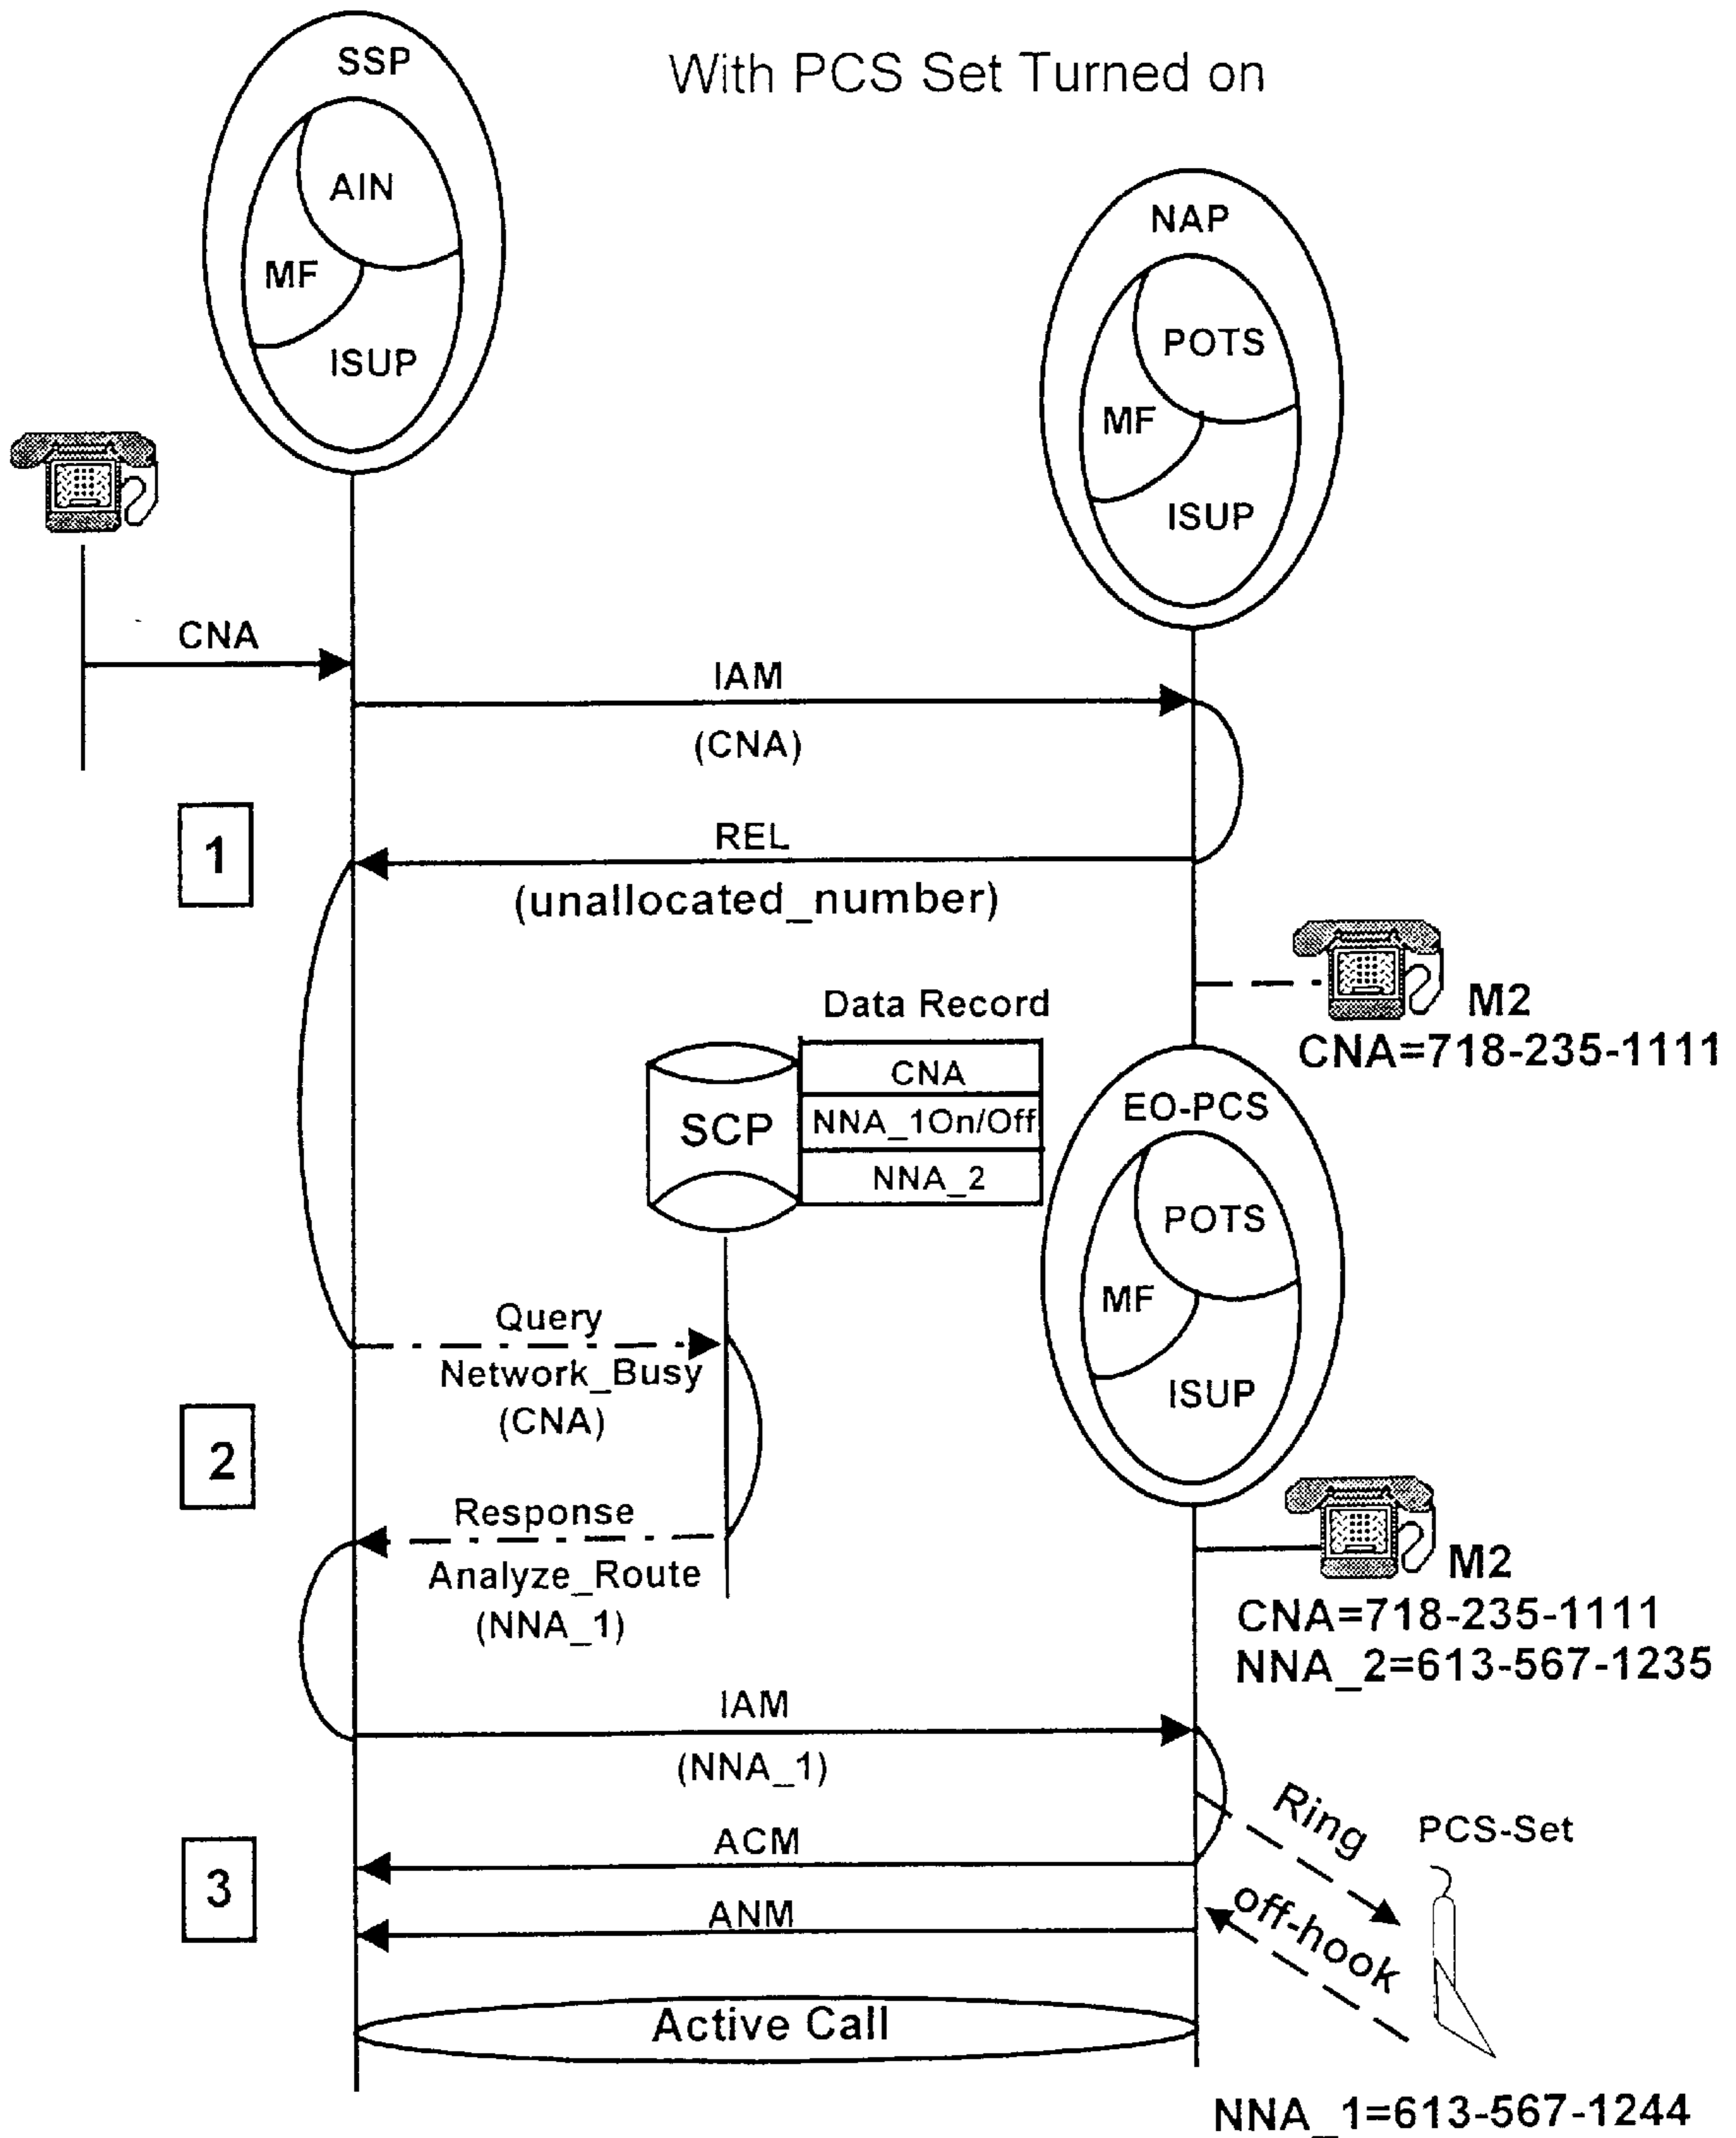 With PCS Set Turned on
SSP
AIN
MF
ISUP
NAP
POTS
MF
ISUP
CNA
IAM
(CNA)
1
REL
(unallocated_number)
M2
CNA=718-235-1111
Data Record
SCP
CNA
NNA_1On/Off
NNA_2
EO-PCS
POTS
MF
ISUP
Query
Network_Busy
(CNA)
2
Response
Analyze_Route
(NNA_1)
M2
CNA=718-235-1111
NNA_2=613-567-1235
IAM
(NNA_1)
Ring
PCS-Set
3
ACM
off-hook
ANM
Active Call
NNA_1=613-567-1244